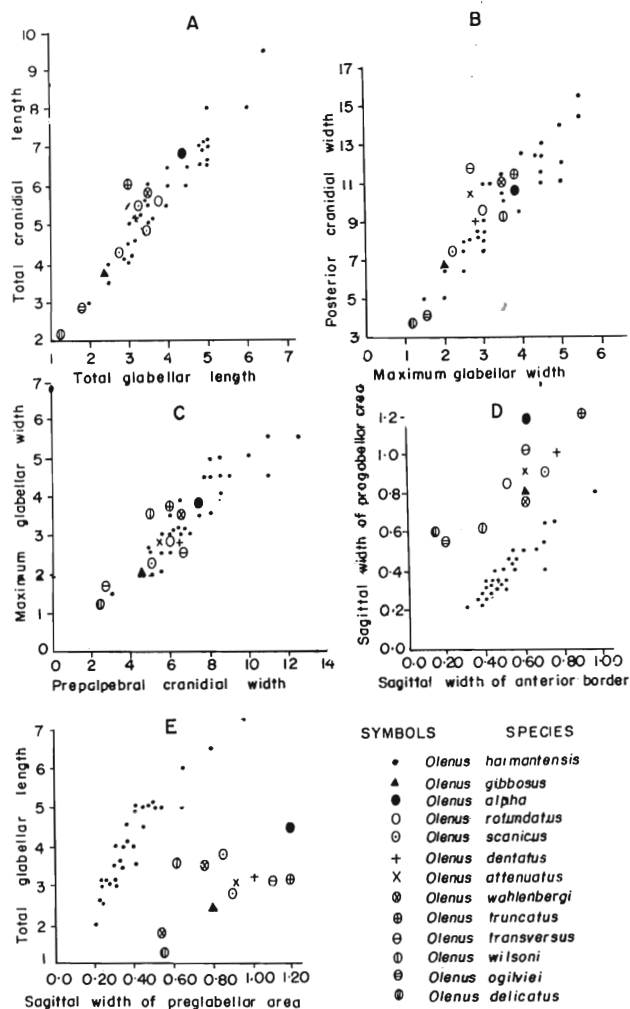 A
Total cranidial length
10
9
8
7
6
5
4
3
2
1 2 3 4 5 6 7
Total glabellar length
B
Posterior cranidial width
17
15
13
11
9
7
5
3
0 1 2 3 4 5 6
Maximum glabellar width
C
Maximum glabellar width
7
6
5
4
3
2
1
0
0 2 4 6 8 10 12 14
Prepalpebral cranidial width
D
Sagittal width of pragobellor area
1·2
1·0
0·8
0·6
0·4
0·2
0·0
0·0 0·20 0·40 0·60 0·80 1·00
Sagittal width of anterior border
E
Total glabellar length
7
6
5
4
3
2
1
0·0 0·20 0·40 0·60 0·80 1·00 1·20
Sagittal width of preglabellar area
SYMBOLS SPECIES
Olenus haimantensis
Olenus gibbosus
Olenus alpha
Olenus rotundatus
Olenus scanicus
Olenus dentatus
Olenus attenuatus
Olenus wahlenbergi
Olenus truncatus
Olenus transversus
Olenus wilsoni
Olenus ogilviei
Olenus delicatus